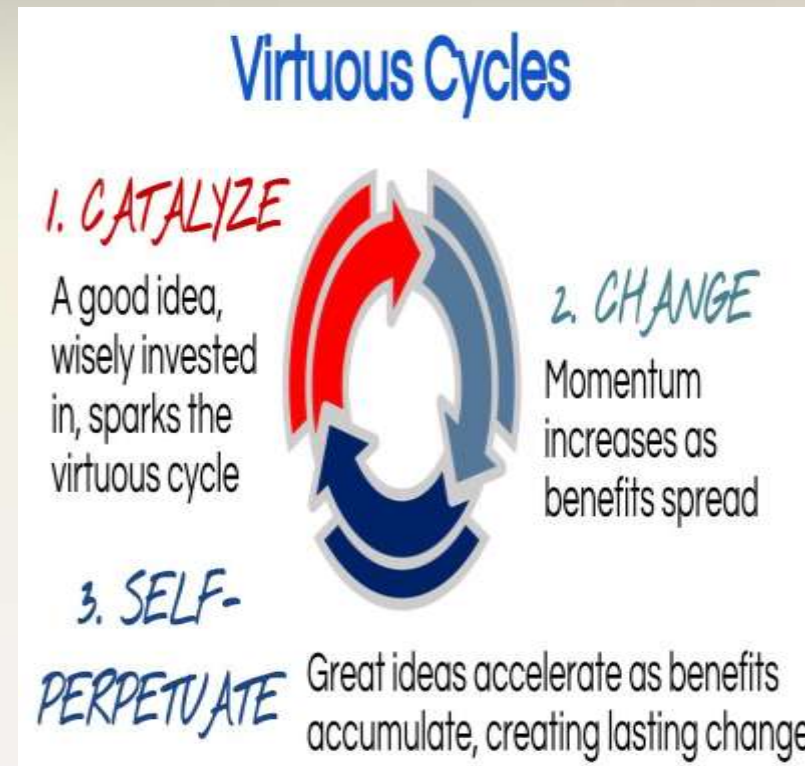 Virtuous Cycles
1. CATALYZE
A good idea,
wisely invested
in, sparks the
virtuous cycle
2. CHANGE
Momentum
increases as
benefits spread
3. SELF-
PERPETUATE
Great ideas accelerate as benefits
accumulate, creating lasting change